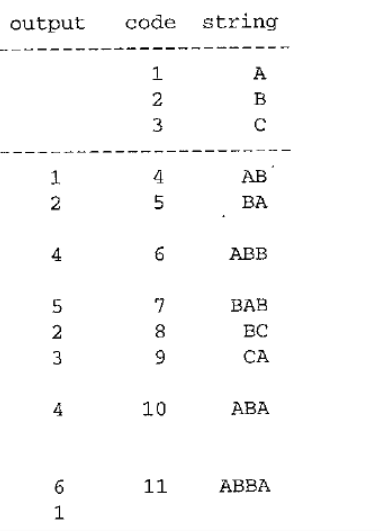 output code string
1 A
2 B
3 C
1 4 AB
2 5 BA
4 6 ABB
5 7 BAB
2 8 BC
3 9 CA
4 10 ABA
6 11 ABBA
1